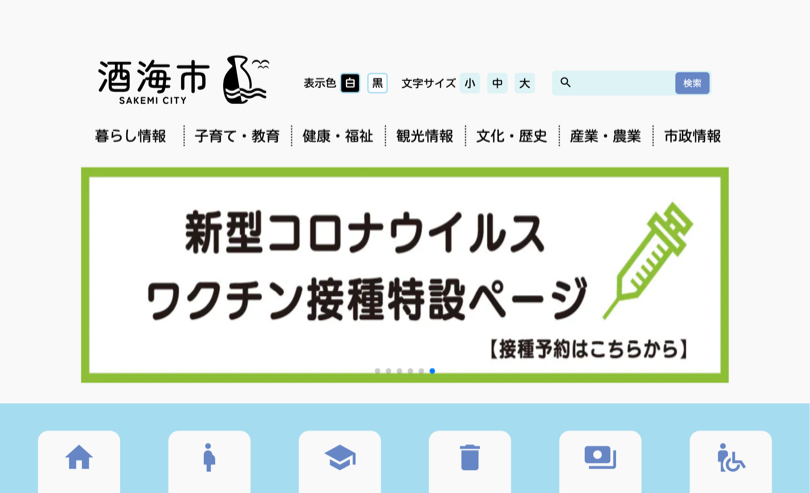 酒海市
SAKEMI CITY
表示色 白 黒 文字サイズ 小 中 大 検索
暮らし情報 子育て・教育 健康・福祉 観光情報 文化・歴史 産業・農業 市政情報
新型コロナウイルス
ワクチン接種特設ページ
【接種予約はこちらから】